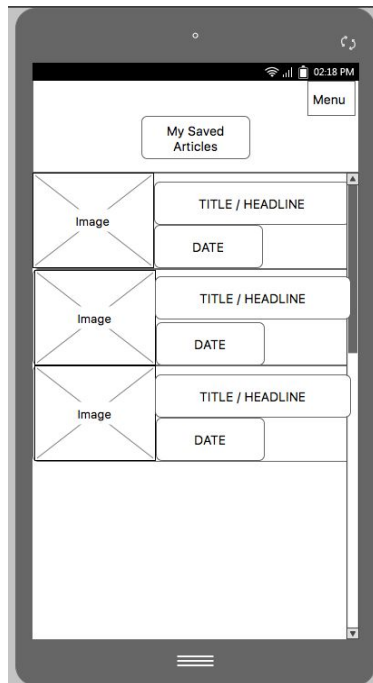 02:18 PM
Menu
My Saved
Articles
Image
TITLE / HEADLINE
DATE
Image
TITLE / HEADLINE
DATE
Image
TITLE / HEADLINE
DATE